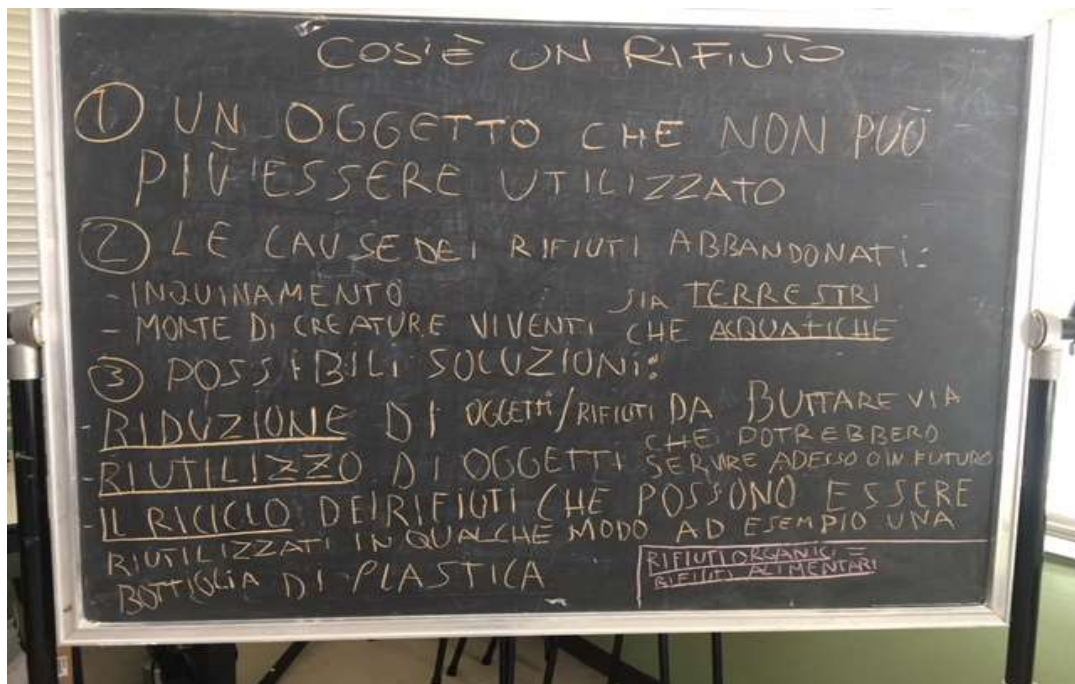 COS'È UN RIFIUTO
① UN OGGETTO CHE NON PUÒ
PIÙ ESSERE UTILIZZATO
② LE CAUSE DEI RIFIUTI ABBANDONATI:
- INQUINAMENTO
- MORTE DI CREATURE VIVENTI SIA TERRESTRI
CHE ACQUATICHE
③ POSSIBILI SOLUZIONI:
- RIDUZIONE DI OGGETTI/RIFIUTI DA BUTTARE VIA
- RIUTILIZZO DI OGGETTI CHE POTREBBERO
SERVIRE ADESSO O IN FUTURO
- IL RICICLO DEI RIFIUTI CHE POSSONO ESSERE
RIUTILIZZATI IN QUALCHE MODO AD ESEMPIO UNA
BOTTIGLIA DI PLASTICA
RIFIUTI ORGANICI =
RIFIUTI ALIMENTARI